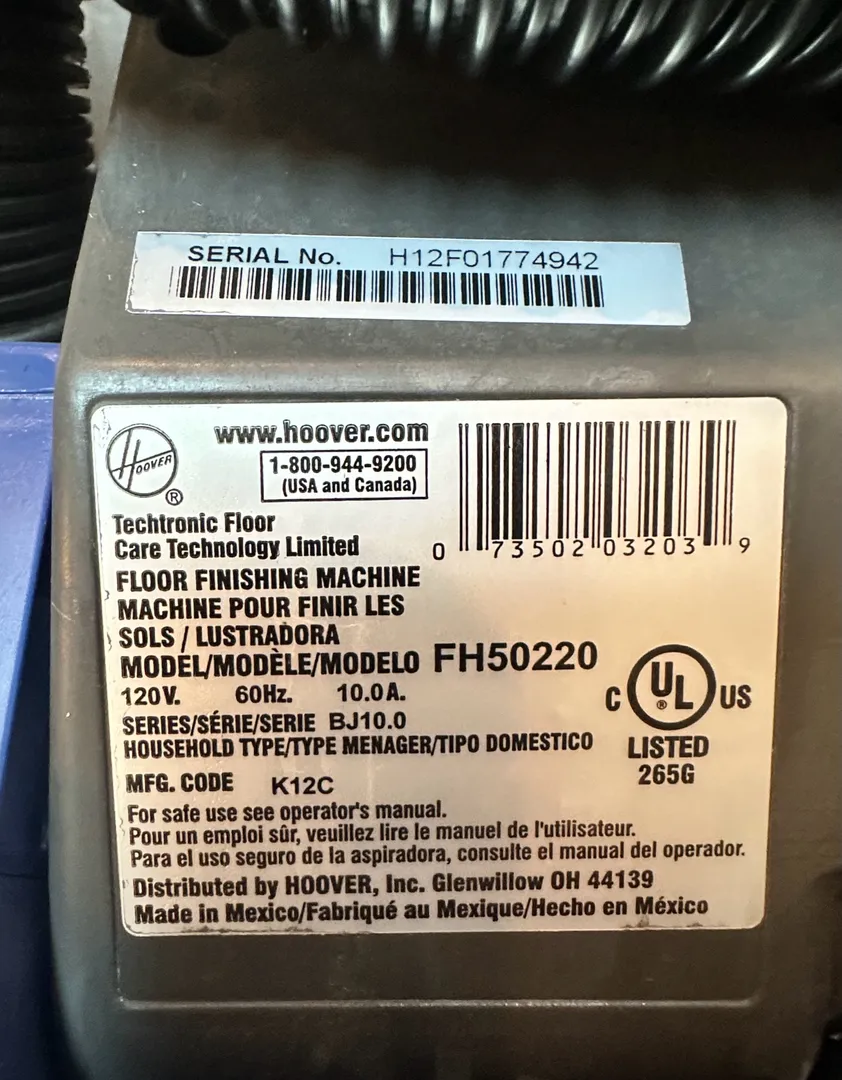 SERIAL No. H12F01774942
HOOVER
®
www.hoover.com
1-800-944-9200
(USA and Canada)
0 73502 03203 9
Techtronic Floor
Care Technology Limited
FLOOR FINISHING MACHINE
MACHINE POUR FINIR LES
SOLS / LUSTRADORA
MODEL/MODÈLE/MODELO FH50220
120V. 60Hz. 10.0A.
SERIES/SÉRIE/SERIE BJ10.0
HOUSEHOLD TYPE/TYPE MENAGER/TIPO DOMESTICO
C UL ® US
LISTED
265G
MFG. CODE K12C
For safe use see operator's manual.
Pour un emploi sûr, veuillez lire le manuel de l'utilisateur.
Para el uso seguro de la aspiradora, consulte el manual del operador.
Distributed by HOOVER, Inc. Glenwillow OH 44139
Made in Mexico/Fabriqué au Mexique/Hecho en México